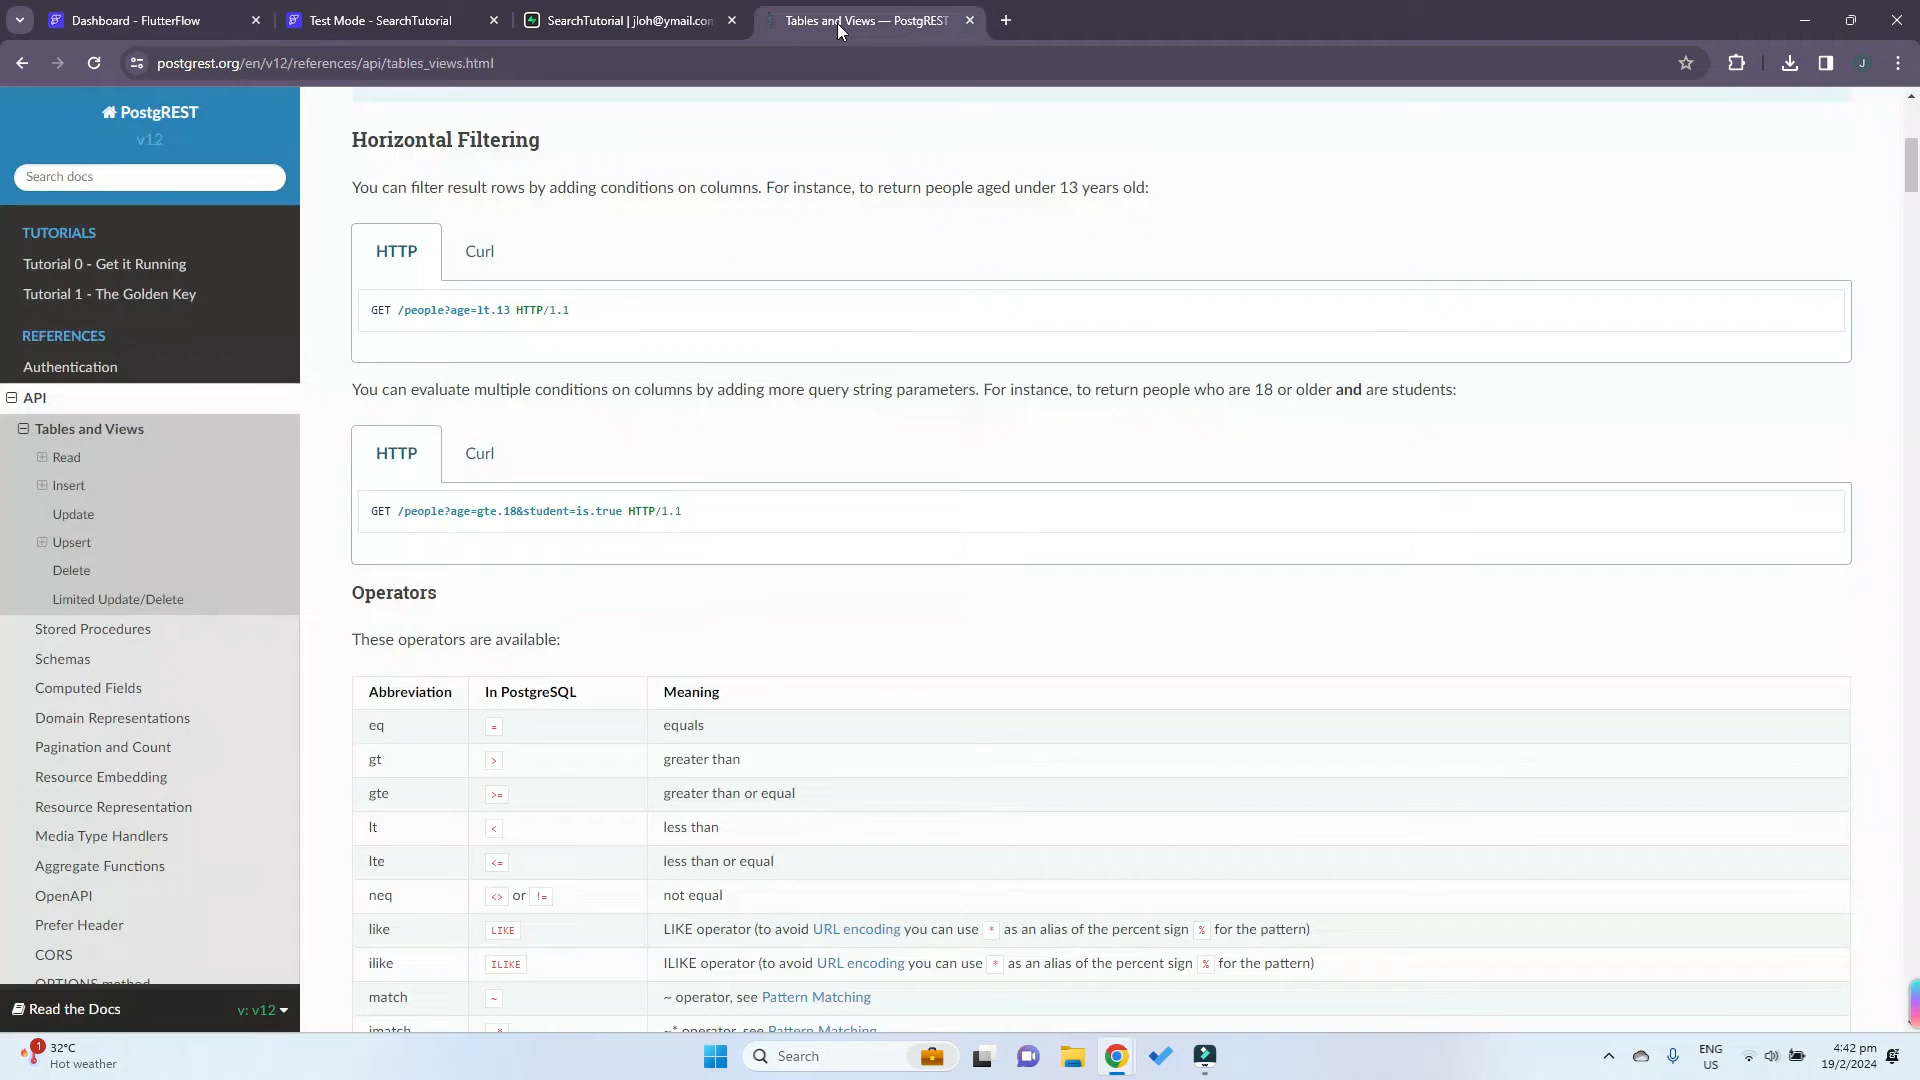 Dashboard - FlutterFlow
Test Mode - SearchTutorial
SearchTutorial | jloh@ymail.com
Tables and Views — PostgREST
postgrest.org/en/v12/references/api/tables_views.html
J
PostgREST
v12
Search docs
TUTORIALS
Tutorial 0 - Get it Running
Tutorial 1 - The Golden Key
REFERENCES
Authentication
API
Tables and Views
Read
Insert
Update
Upsert
Delete
Limited Update/Delete
Stored Procedures
Schemas
Computed Fields
Domain Representations
Pagination and Count
Resource Embedding
Resource Representation
Media Type Handlers
Aggregate Functions
OpenAPI
Prefer Header
CORS
OPTIONS method
Read the Docs
v: v12
Horizontal Filtering
You can filter result rows by adding conditions on columns. For instance, to return people aged under 13 years old:
HTTP Curl
GET /people?age=lt.13 HTTP/1.1
You can evaluate multiple conditions on columns by adding more query string parameters. For instance, to return people who are 18 or older and are students:
HTTP Curl
GET /people?age=gte.18&student=is.true HTTP/1.1
Operators
These operators are available:
Abbreviation In PostgreSQL Meaning
eq = equals
gt > greater than
gte >= greater than or equal
lt < less than
lte <= less than or equal
neq <> or != not equal
like LIKE LIKE operator (to avoid URL encoding you can use * as an alias of the percent sign % for the pattern)
ilike ILIKE ILIKE operator (to avoid URL encoding you can use * as an alias of the percent sign % for the pattern)
match ~ ~ operator, see Pattern Matching
imatch ~* ~* operator, see Pattern Matching
1
32°C
Hot weather
Search
ENG
US
4:42 pm
19/2/2024